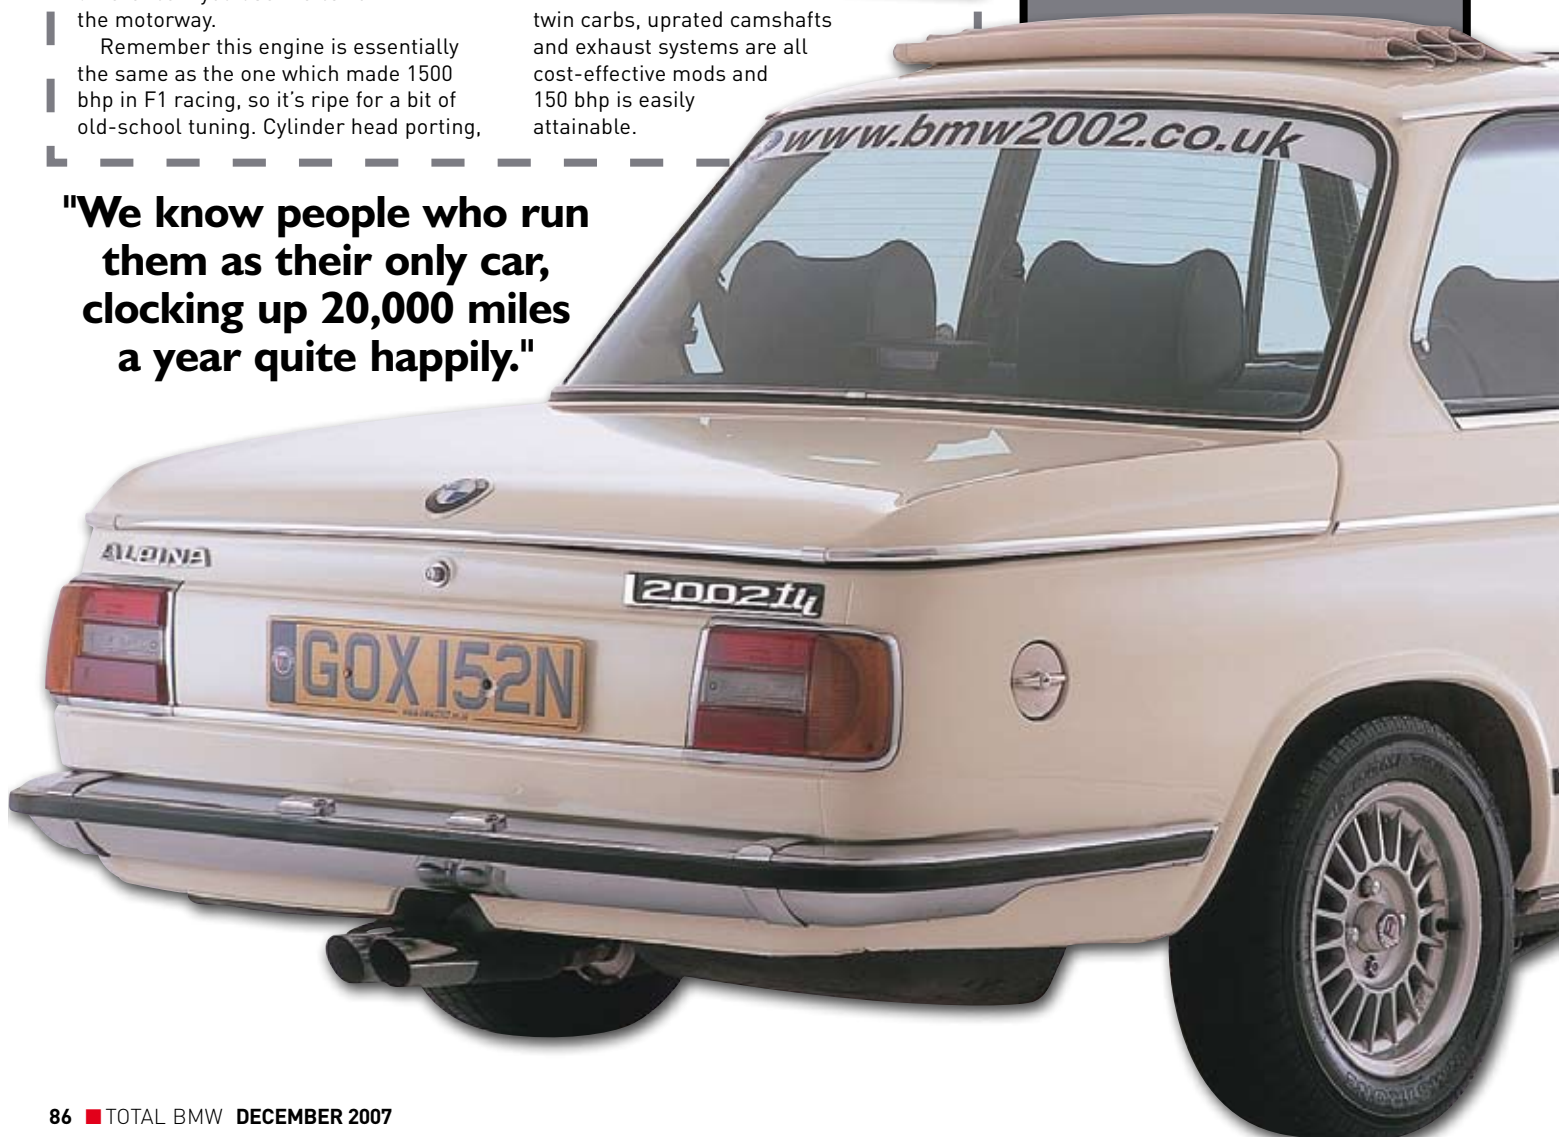 the motorway.
Remember this engine is essentially
the same as the one which made 1500
bhp in F1 racing, so it's ripe for a bit of
old-school tuning. Cylinder head porting,
twin carbs, uprated camshafts
and exhaust systems are all
cost-effective mods and
150 bhp is easily
attainable.
"We know people who run
them as their only car,
clocking up 20,000 miles
a year quite happily."
www.bmw2002.co.uk
ALPINA
2002tii
GOX 152N
86 TOTAL BMW DECEMBER 2007